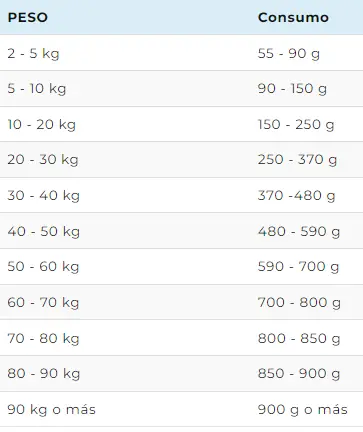 PESO Consumo
2 - 5 kg 55 - 90 g
5 - 10 kg 90 - 150 g
10 - 20 kg 150 - 250 g
20 - 30 kg 250 - 370 g
30 - 40 kg 370 -480 g
40 - 50 kg 480 - 590 g
50 - 60 kg 590 - 700 g
60 - 70 kg 700 - 800 g
70 - 80 kg 800 - 850 g
80 - 90 kg 850 - 900 g
90 kg o más 900 g o más